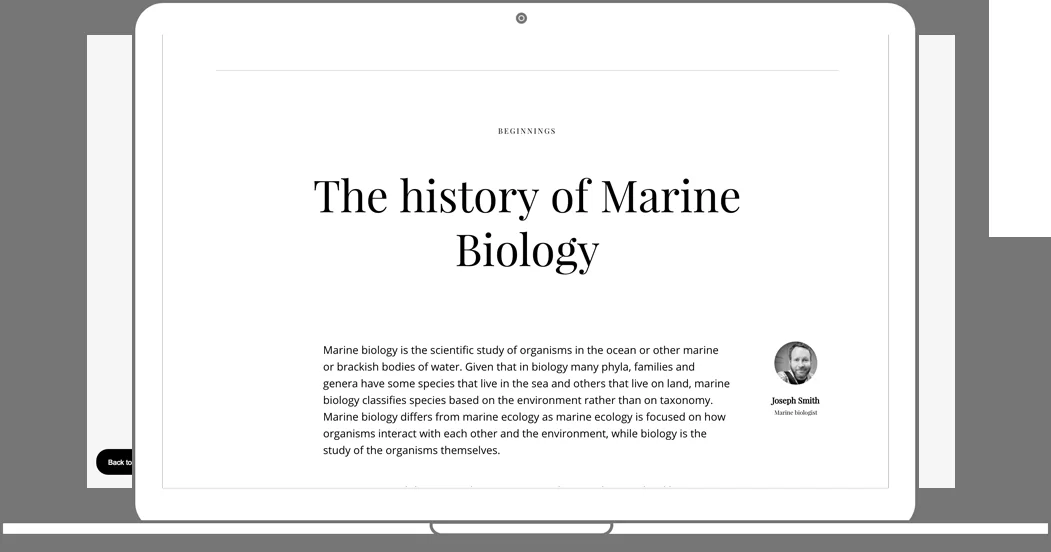 BEGINNINGS
The history of Marine
Biology
Marine biology is the scientific study of organisms in the ocean or other marine
or brackish bodies of water. Given that in biology many phyla, families and
genera have some species that live in the sea and others that live on land, marine
biology classifies species based on the environment rather than on taxonomy.
Marine biology differs from marine ecology as marine ecology is focused on how
organisms interact with each other and the environment, while biology is the
study of the organisms themselves.
Joseph Smith
Marine biologist
Back to